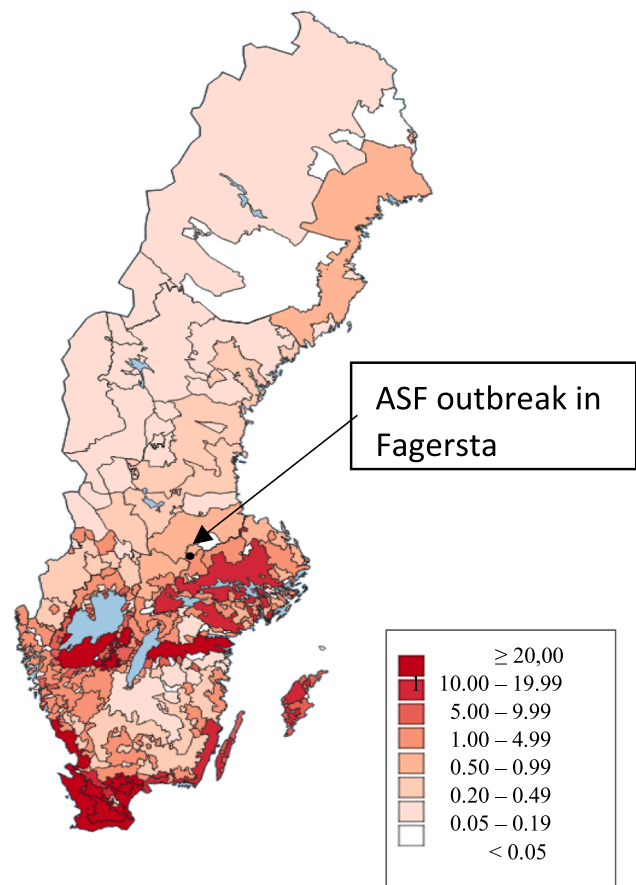 ASF outbreak in
Fagersta
≥ 20,00
1 10.00 – 19.99
5.00 – 9.99
1.00 – 4.99
0.50 – 0.99
0.20 – 0.49
0.05 – 0.19
< 0.05